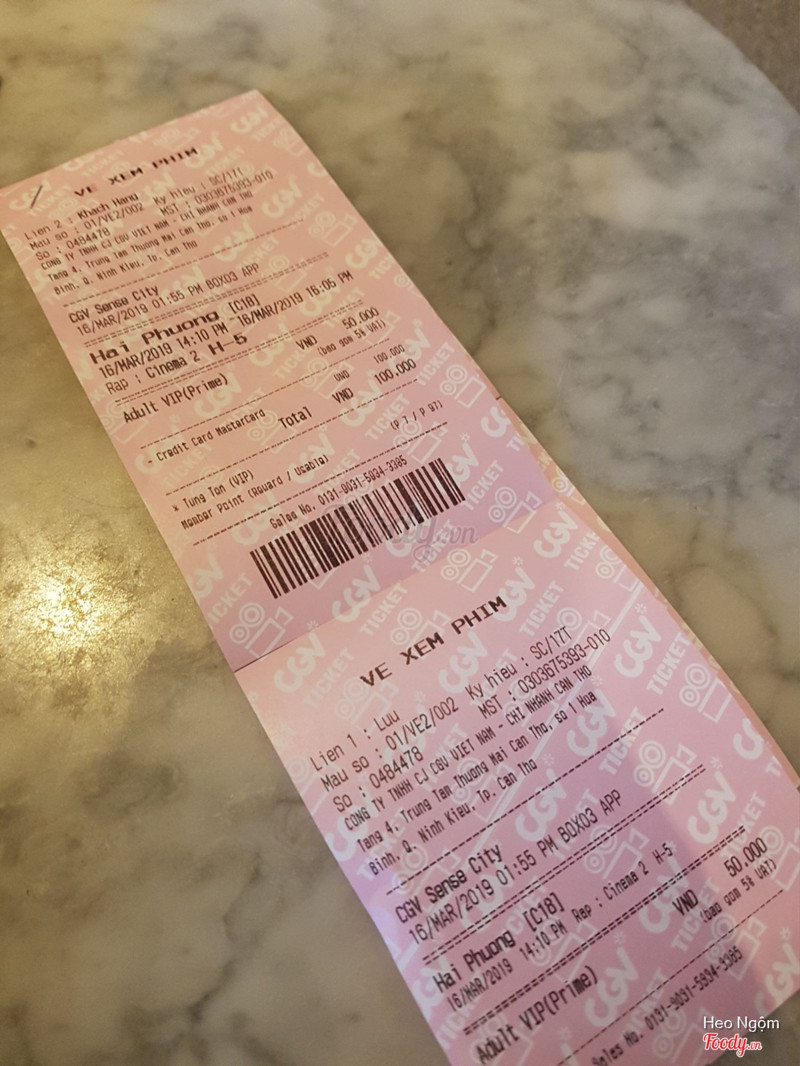 VE XEM PHIM
Lien 2 : Khach Hang
Mau so : 01/VE2/002 Ky hieu : SC/17T
So : 0484478 MST : 0303675393-010
CONG TY TNHH CJ CGV VIET NAM - CHI NHANH CAN THO
Tang 4, Trung Tam Thuong Mai Can Tho, so 1 Hoa
Binh, Q. Ninh Kieu, Tp. Can Tho
CGV Sense City
16/MAR/2019 01:55 PM BOX03 APP
Hai Phuong [C18]
16/MAR/2019 14:10 PM -16/MAR/2019 16:05 PM
Rap : Cinema 2 H-5
Adult VIP(Prime) VND 50.000
(bao gom 5% VAT)
- Credit Card MasterCard VND 100.000
Total VND 100.000
* Tung Ton (VIP)
Member Point (Reward / Usable) (P 7 / P 97)
Sales No. 0131-9031-5934-3385
VE XEM PHIM
Lien 1 : Luu
Mau so : 01/VE2/002 Ky hieu : SC/17T
So : 0484478 MST : 0303675393-010
CONG TY TNHH CJ CGV VIET NAM - CHI NHANH CAN THO
Tang 4, Trung Tam Thuong Mai Can Tho, so 1 Hoa
Binh, Q. Ninh Kieu, Tp. Can Tho
CGV Sense City
16/MAR/2019 01:55 PM BOX03 APP
Hai Phuong [C18]
16/MAR/2019 14:10 PM Rap : Cinema 2 H-5
Adult VIP(Prime) VND 50.000
(bao gom 5% VAT)
Sales No. 0131-9031-5934-3385
Heo Ngộm
Foody.vn